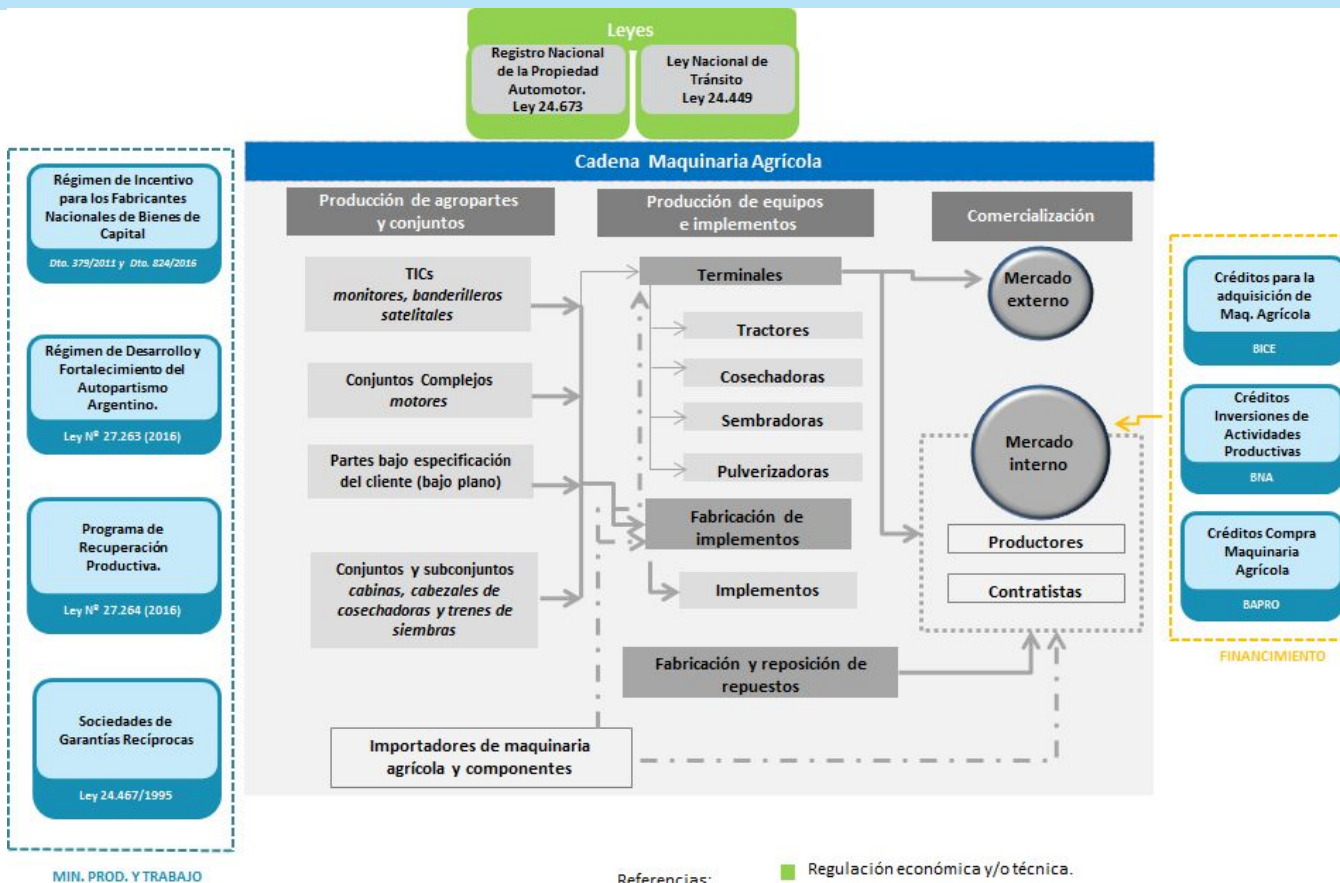 Leyes
Registro Nacional
de la Propiedad
Automotor.
Ley 24.673
Ley Nacional de
Tránsito
Ley 24.449
Régimen de Incentivo
para los Fabricantes
Nacionales de Bienes de
Capital
Dto. 379/2011 y Dto. 824/2016
Régimen de Desarrollo y
Fortalecimiento del
Autopartismo
Argentino.
Ley Nº 27.263 (2016)
Programa de
Recuperación
Productiva.
Ley Nº 27.264 (2016)
Sociedades de
Garantías Recíprocas
Ley 24.467/1995
MIN. PROD. Y TRABAJO
Cadena Maquinaria Agrícola
Producción de agropartes
y conjuntos
TICs
monitores, banderilleros
satelitales
Conjuntos Complejos
motores
Partes bajo especificación
del cliente (bajo plano)
Conjuntos y subconjuntos
cabinas, cabezales de
cosechadoras y trenes de
siembras
Importadores de maquinaria
agrícola y componentes
Producción de equipos
e implementos
Terminales
Tractores
Cosechadoras
Sembradoras
Pulverizadoras
Fabricación de
implementos
Implementos
Fabricación y reposición de
repuestos
Comercialización
Mercado
externo
Mercado
interno
Productores
Contratistas
Créditos para la
adquisición de
Maq. Agrícola
BICE
Créditos
Inversiones de
Actividades
Productivas
BNA
Créditos Compra
Maquinaria
Agrícola
BAPRO
FINANCIMIENTO
Referencias:
Regulación económica y/o técnica.